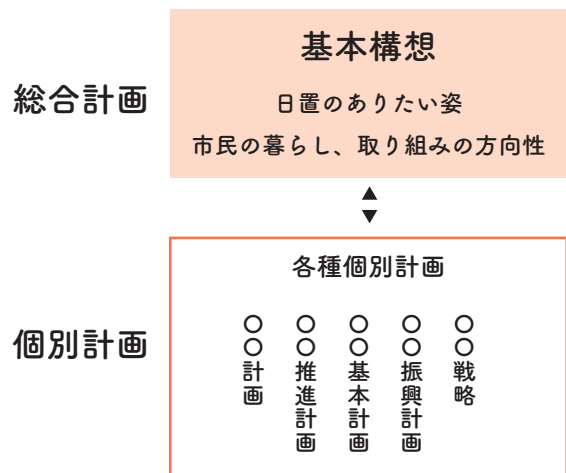 総合計画
基本構想
日置のありたい姿
市民の暮らし、取り組みの方向性
個別計画
各種個別計画
○○計画
○○推進計画
○○基本計画
○○振興計画
○○戦略